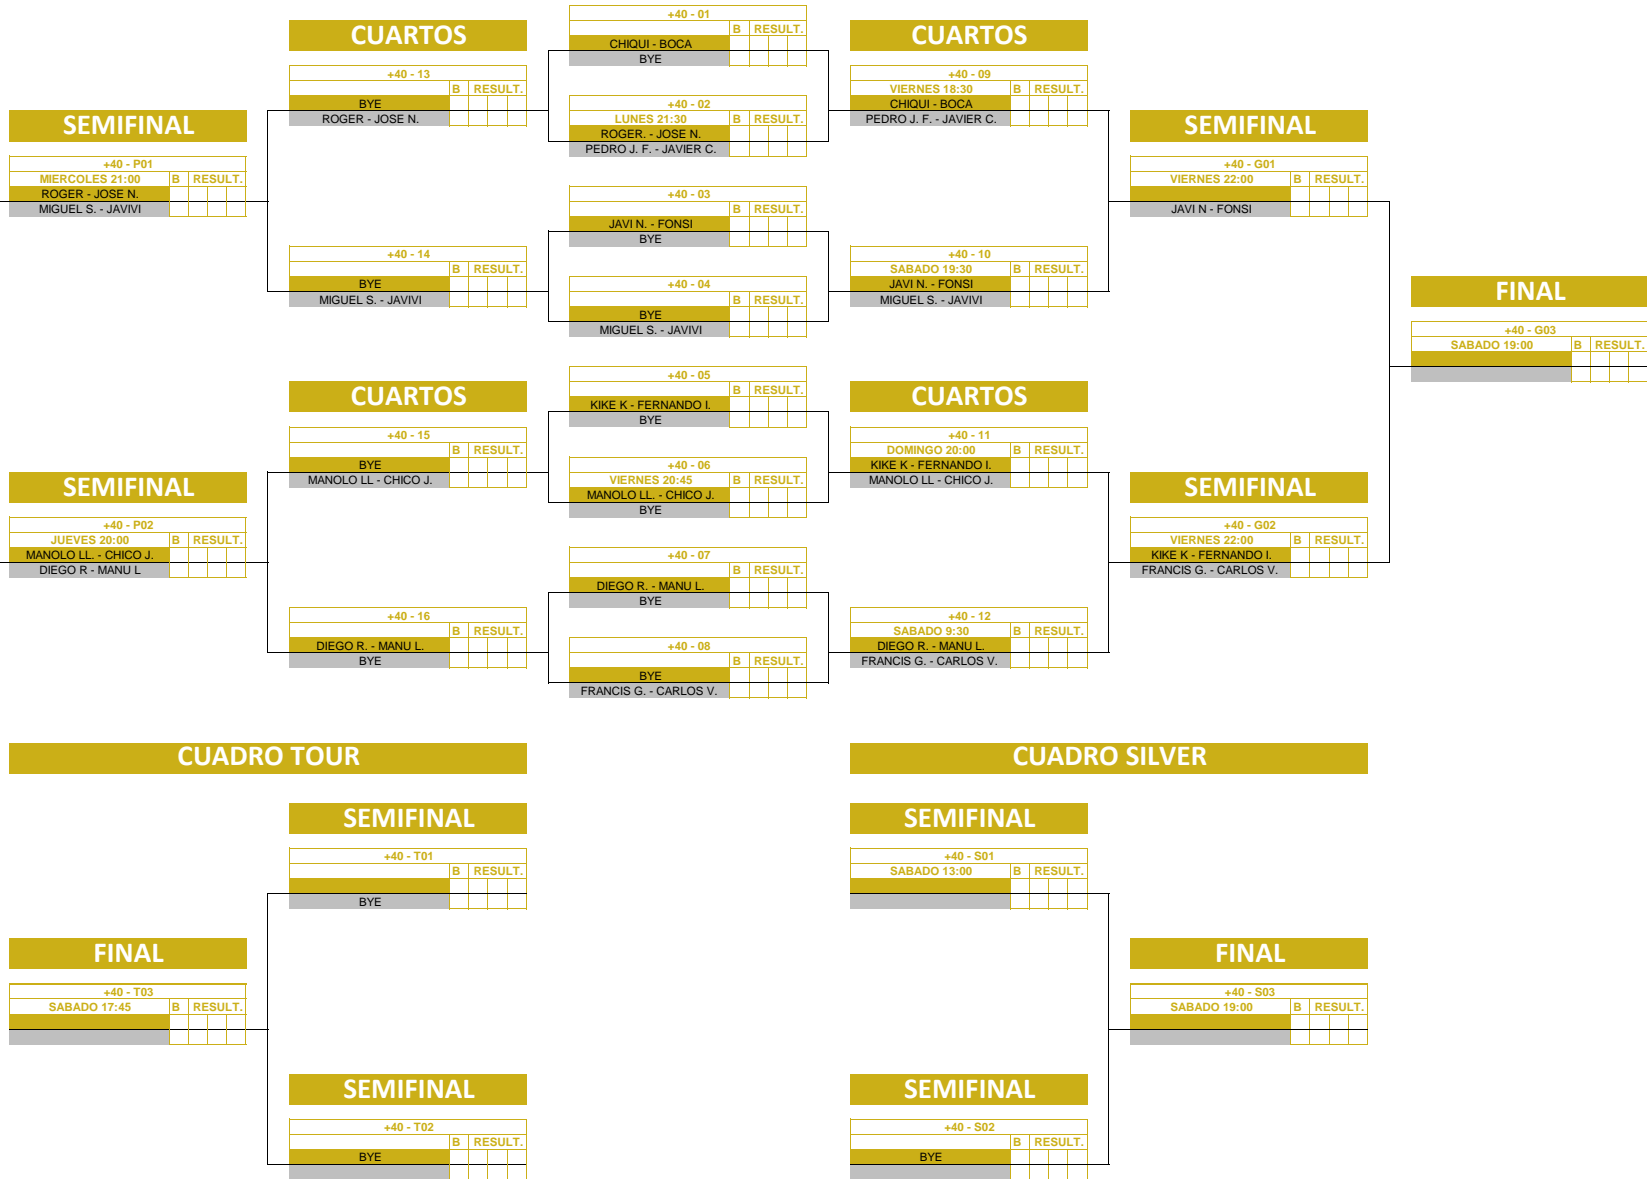 +40 - 01
B RESULT.
CHIQUI - BOCA
BYE
CUARTOS
CUARTOS
+40 - 13
B RESULT.
BYE
ROGER - JOSE N.
+40 - 02
LUNES 21:30 B RESULT.
ROGER. - JOSE N.
PEDRO J. F. - JAVIER C.
+40 - 09
VIERNES 18:30 B RESULT.
CHIQUI - BOCA
PEDRO J. F. - JAVIER C.
SEMIFINAL
SEMIFINAL
+40 - P01
MIERCOLES 21:00 B RESULT.
ROGER - JOSE N.
MIGUEL S. - JAVIVI
+40 - 03
B RESULT.
JAVI N. - FONSI
BYE
+40 - G01
VIERNES 22:00 B RESULT.
JAVI N - FONSI
+40 - 14
B RESULT.
BYE
MIGUEL S. - JAVIVI
+40 - 04
B RESULT.
BYE
MIGUEL S. - JAVIVI
+40 - 10
SABADO 19:30 B RESULT.
JAVI N. - FONSI
MIGUEL S. - JAVIVI
FINAL
+40 - G03
SABADO 19:00 B RESULT.
CUARTOS
+40 - 05
B RESULT.
KIKE K - FERNANDO I.
BYE
CUARTOS
+40 - 15
B RESULT.
BYE
MANOLO LL - CHICO J.
+40 - 06
VIERNES 20:45 B RESULT.
MANOLO LL. - CHICO J.
BYE
+40 - 11
DOMINGO 20:00 B RESULT.
KIKE K - FERNANDO I.
MANOLO LL - CHICO J.
SEMIFINAL
SEMIFINAL
+40 - P02
JUEVES 20:00 B RESULT.
MANOLO LL. - CHICO J.
DIEGO R - MANU L
+40 - 07
B RESULT.
DIEGO R. - MANU L.
BYE
+40 - G02
VIERNES 22:00 B RESULT.
KIKE K - FERNANDO I.
FRANCIS G. - CARLOS V.
+40 - 16
B RESULT.
DIEGO R. - MANU L.
BYE
+40 - 08
B RESULT.
BYE
FRANCIS G. - CARLOS V.
+40 - 12
SABADO 9:30 B RESULT.
DIEGO R. - MANU L.
FRANCIS G. - CARLOS V.
CUADRO TOUR
CUADRO SILVER
SEMIFINAL
SEMIFINAL
+40 - T01
B RESULT.
BYE
+40 - S01
SABADO 13:00 B RESULT.
FINAL
FINAL
+40 - T03
SABADO 17:45 B RESULT.
+40 - S03
SABADO 19:00 B RESULT.
SEMIFINAL
SEMIFINAL
+40 - T02
B RESULT.
BYE
+40 - S02
B RESULT.
BYE